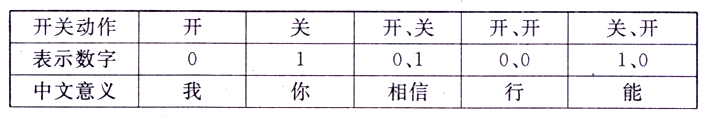 开关动作 开 关 开、关 开、开 关、开
表示数字 0 1 0、1 0、0 1、0
中文意义 我 你 相信 行 能